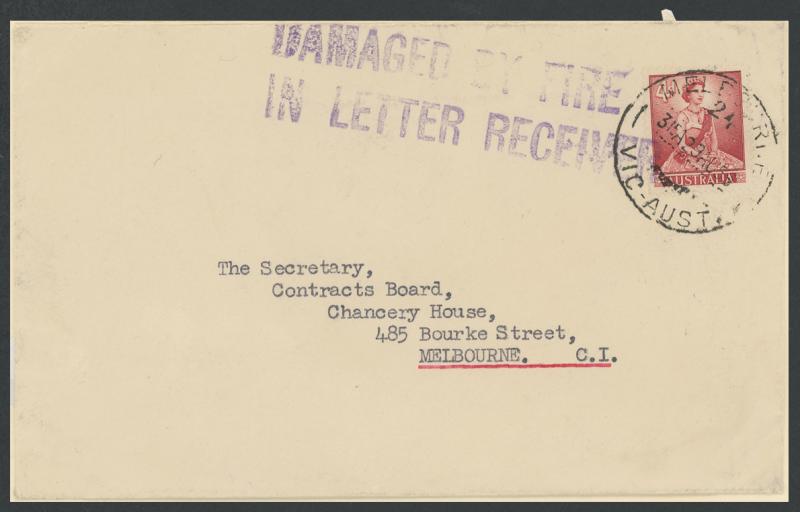 DAMAGED BY FIRE
IN LETTER RECEIVER
AUSTRALIA
VIC-AUST
The Secretary,
Contracts Board,
Chancery House,
485 Bourke Street,
MELBOURNE. C.I.